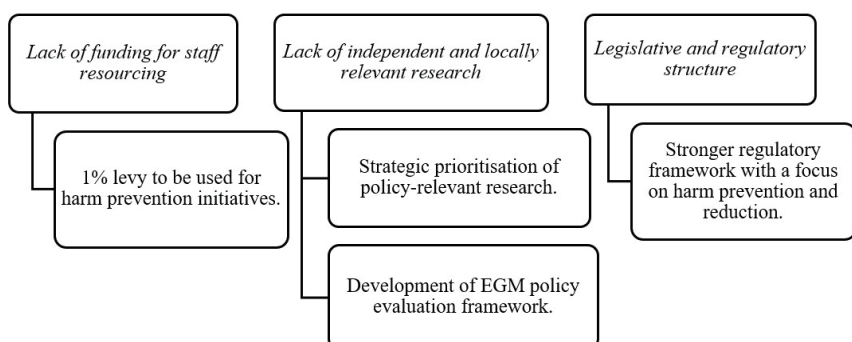 Lack of funding for staff
resourcing
1% levy to be used for
harm prevention initiatives.
Lack of independent and locally
relevant research
Strategic prioritisation of
policy-relevant research.
Development of EGM policy
evaluation framework.
Legislative and regulatory
structure
Stronger regulatory
framework with a focus
on harm prevention and
reduction.